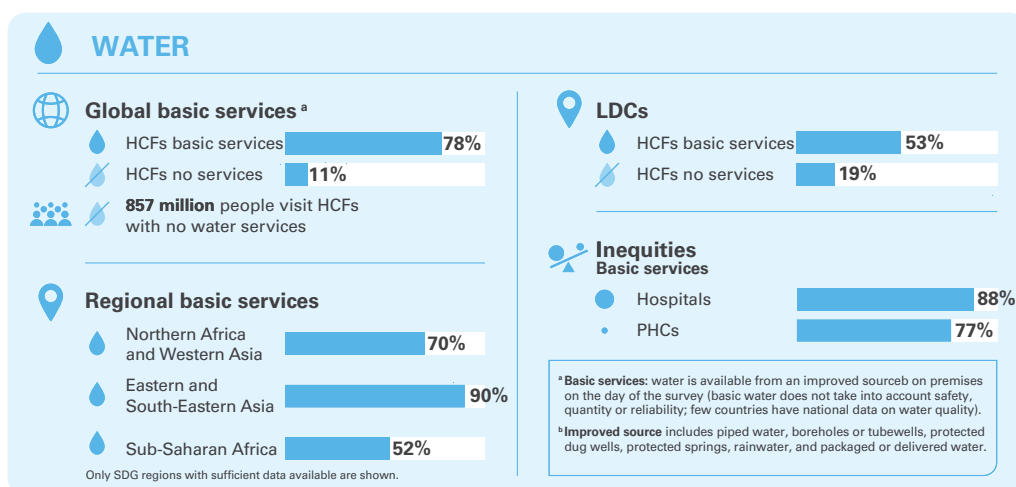 WATER
Global basic services a
HCFs basic services 78%
HCFs no services 11%
857 million people visit HCFs
with no water services
Regional basic services
Northern Africa
and Western Asia 70%
Eastern and
South-Eastern Asia 90%
Sub-Saharan Africa 52%
Only SDG regions with sufficient data available are shown.
LDCs
HCFs basic services 53%
HCFs no services 19%
Inequities
Basic services
Hospitals 88%
PHCs 77%
a Basic services: water is available from an improved sourceb on premises
on the day of the survey (basic water does not take into account safety,
quantity or reliability; few countries have national data on water quality).
b Improved source includes piped water, boreholes or tubewells, protected
dug wells, protected springs, rainwater, and packaged or delivered water.